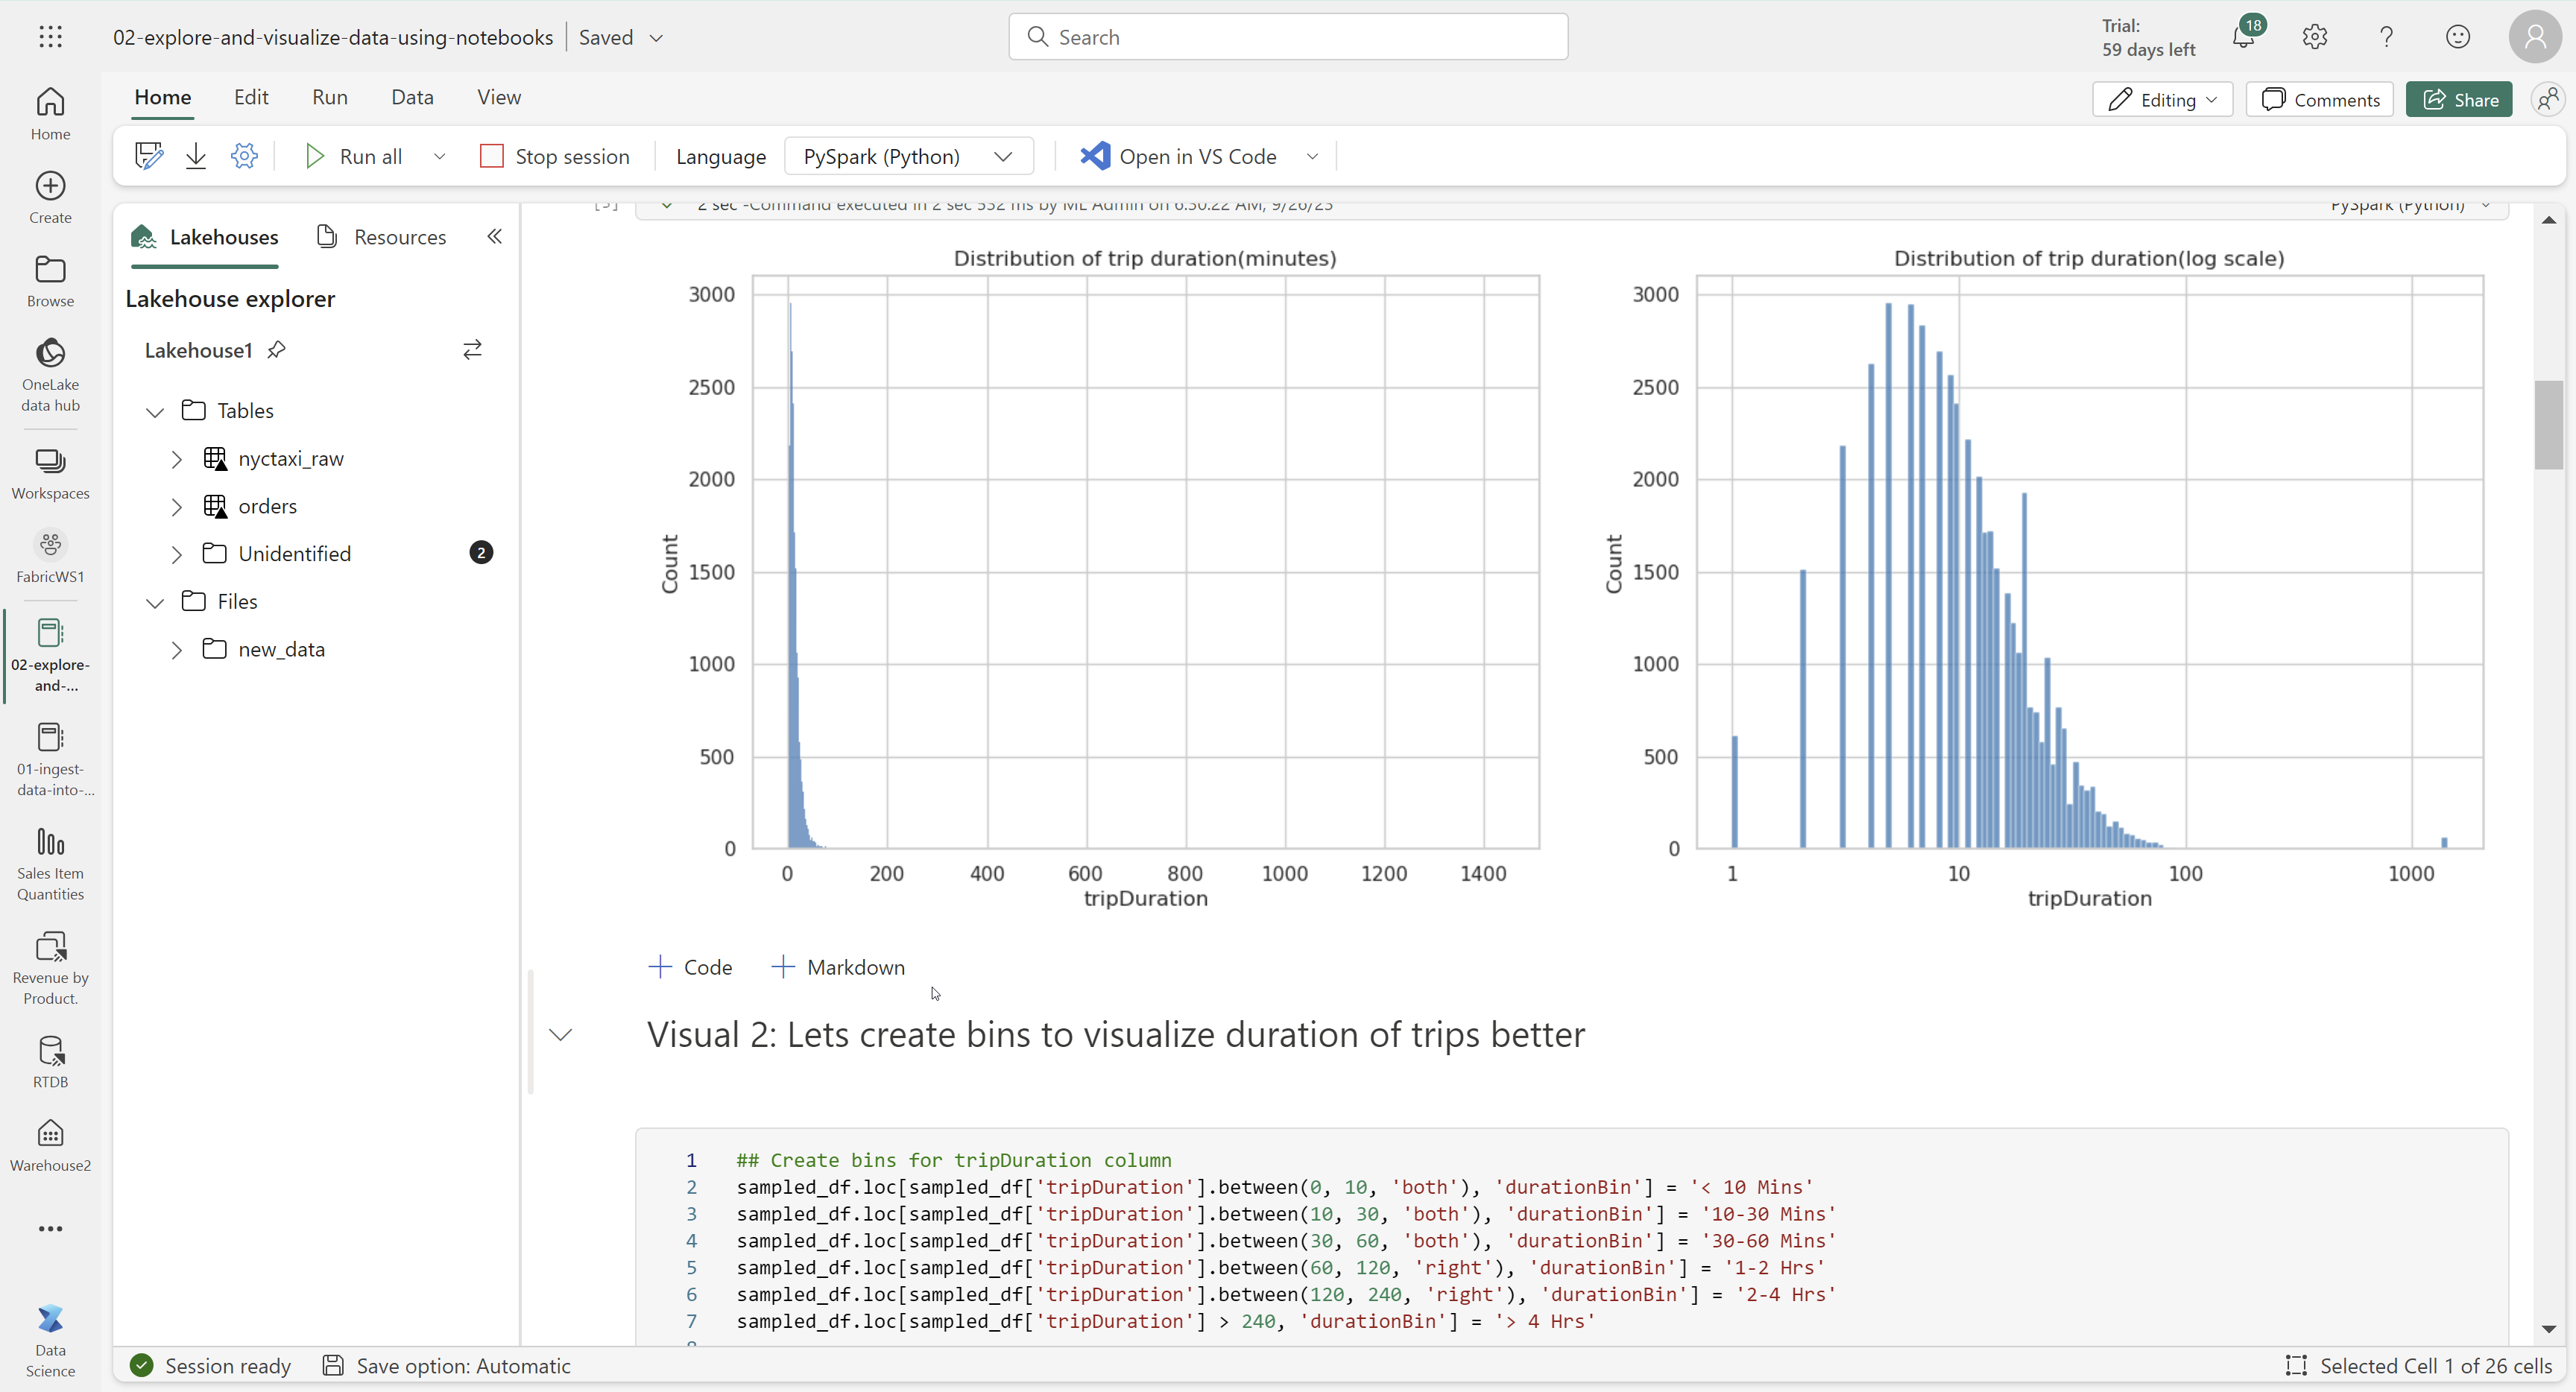 02-explore-and-visualize-data-using-notebooks | Saved
Search
Trial:
59 days left
18
Home Edit Run Data View
Editing Comments Share
Run all Stop session Language PySpark (Python) Open in VS Code
Home
Create
Browse
OneLake
data hub
Workspaces
FabricWS1
02-explore-
and-...
01-ingest-
data-into-...
Sales Item
Quantities
Revenue by
Product.
RTDB
Warehouse2
Data
Science
Lakehouses Resources
Lakehouse explorer
Lakehouse1
Tables
nyctaxi_raw
orders
Unidentified 2
Files
new_data
2 sec -Command executed in 2 sec 532 ms by ML Admin on 6:30:22 AM, 9/26/23 PySpark (Python)
Distribution of trip duration(minutes)
3000
2500
2000
1500
1000
500
0
Count
0 200 400 600 800 1000 1200 1400
tripDuration
Distribution of trip duration(log scale)
3000
2500
2000
1500
1000
500
0
Count
1 10 100 1000
tripDuration
+ Code + Markdown
Visual 2: Lets create bins to visualize duration of trips better
1 ## Create bins for tripDuration column
2 sampled_df.loc[sampled_df['tripDuration'].between(0, 10, 'both'), 'durationBin'] = '< 10 Mins'
3 sampled_df.loc[sampled_df['tripDuration'].between(10, 30, 'both'), 'durationBin'] = '10-30 Mins'
4 sampled_df.loc[sampled_df['tripDuration'].between(30, 60, 'both'), 'durationBin'] = '30-60 Mins'
5 sampled_df.loc[sampled_df['tripDuration'].between(60, 120, 'right'), 'durationBin'] = '1-2 Hrs'
6 sampled_df.loc[sampled_df['tripDuration'].between(120, 240, 'right'), 'durationBin'] = '2-4 Hrs'
7 sampled_df.loc[sampled_df['tripDuration'] > 240, 'durationBin'] = '> 4 Hrs'
Session ready Save option: Automatic
Selected Cell 1 of 26 cells